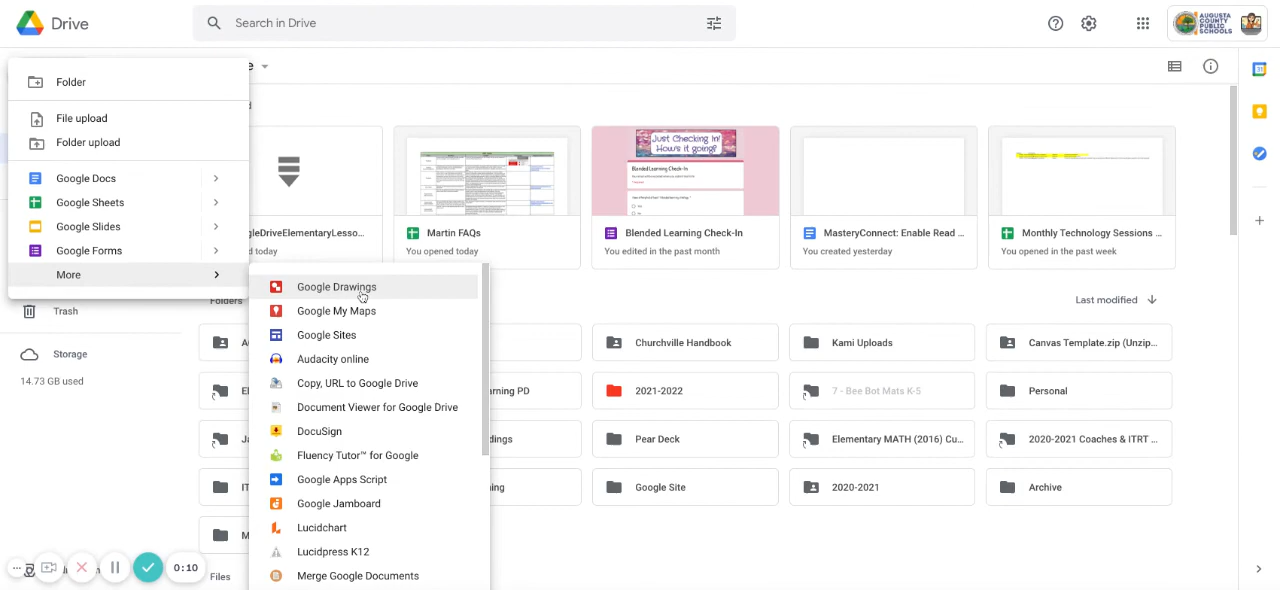 Drive
Search in Drive
AUGUSTA
COUNTY
PUBLIC
SCHOOLS
Folder
File upload
Folder upload
Google Docs
Google Sheets
Google Slides
Google Forms
More
Trash
Storage
14.73 GB used
Just Checking In!
How's it going?
Blended Learning Check-In
Martin FAQs
You opened today
Blended Learning Check-In
You edited in the past month
MasteryConnect: Enable Read ...
You created yesterday
Monthly Technology Sessions ...
You opened in the past week
Folders
Last modified
Google Drawings
Google My Maps
Google Sites
Audacity online
Copy, URL to Google Drive
Document Viewer for Google Drive
DocuSign
Fluency Tutor™ for Google
Google Apps Script
Google Jamboard
Lucidchart
Lucidpress K12
Merge Google Documents
Churchville Handbook
Kami Uploads
Canvas Template.zip (Unzip...
2021-2022
7 - Bee Bot Mats K-5
Personal
Pear Deck
Elementary MATH (2016) Cu...
2020-2021 Coaches & ITRT ...
Google Site
2020-2021
Archive
0:10
Files